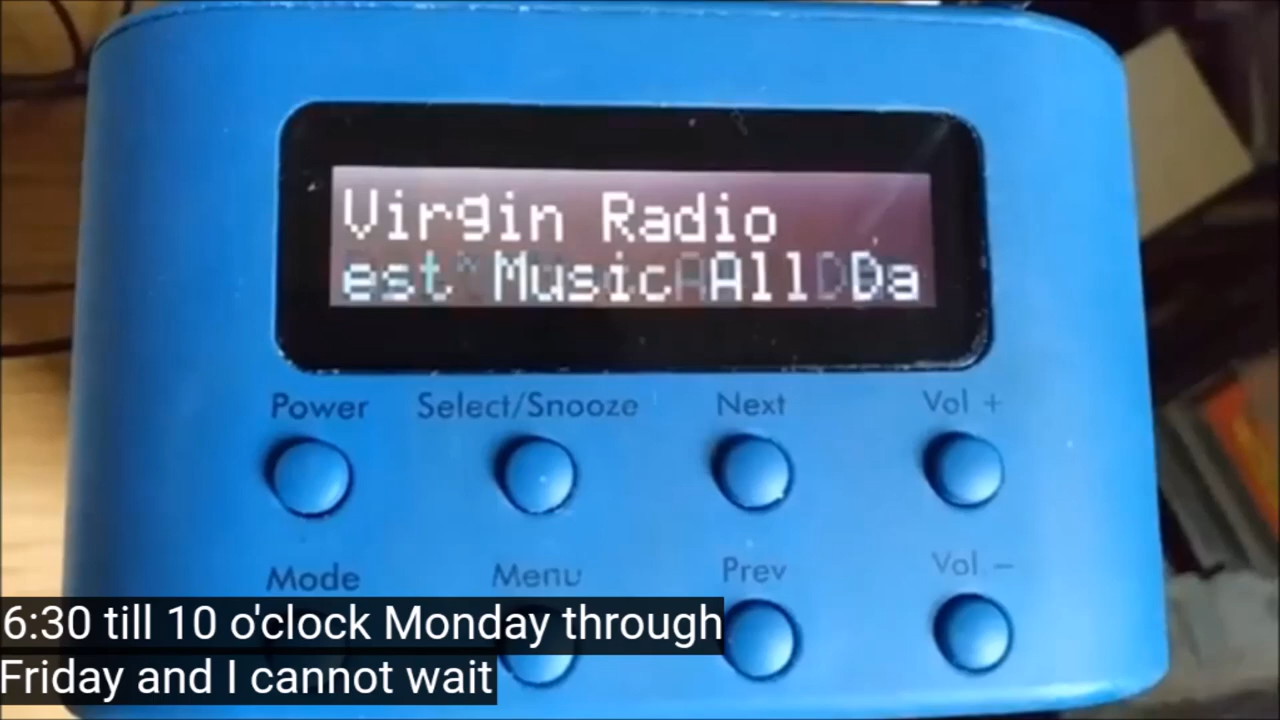 Virgin Radio
est Music All Da
Power Select/Snooze Next Vol +
Mode Menu Prev Vol -
6:30 till 10 o'clock Monday through
Friday and I cannot wait